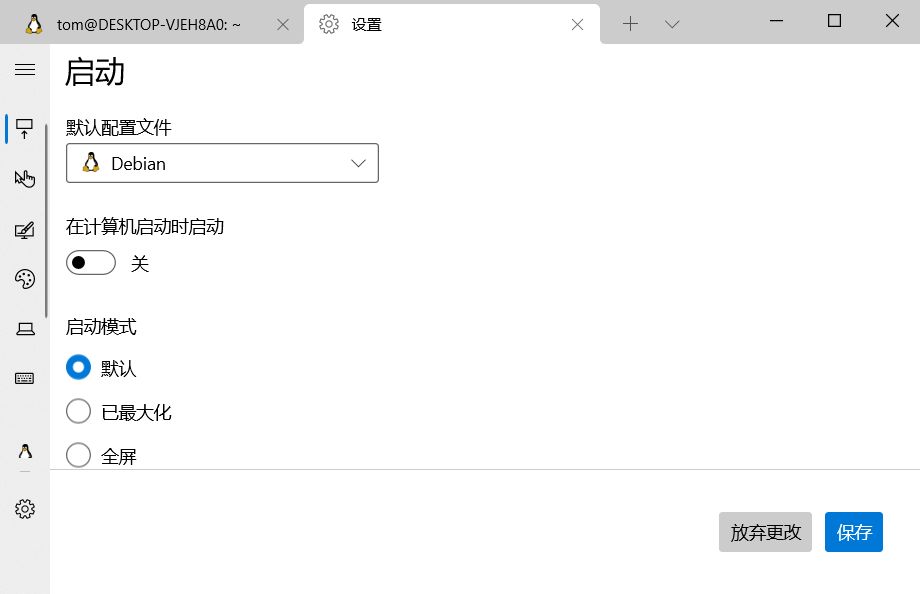 tom@DESKTOP-VJEH8A0: ~
设置
启动
默认配置文件
Debian
在计算机启动时启动
关
启动模式
默认
已最大化
全屏
放弃更改
保存